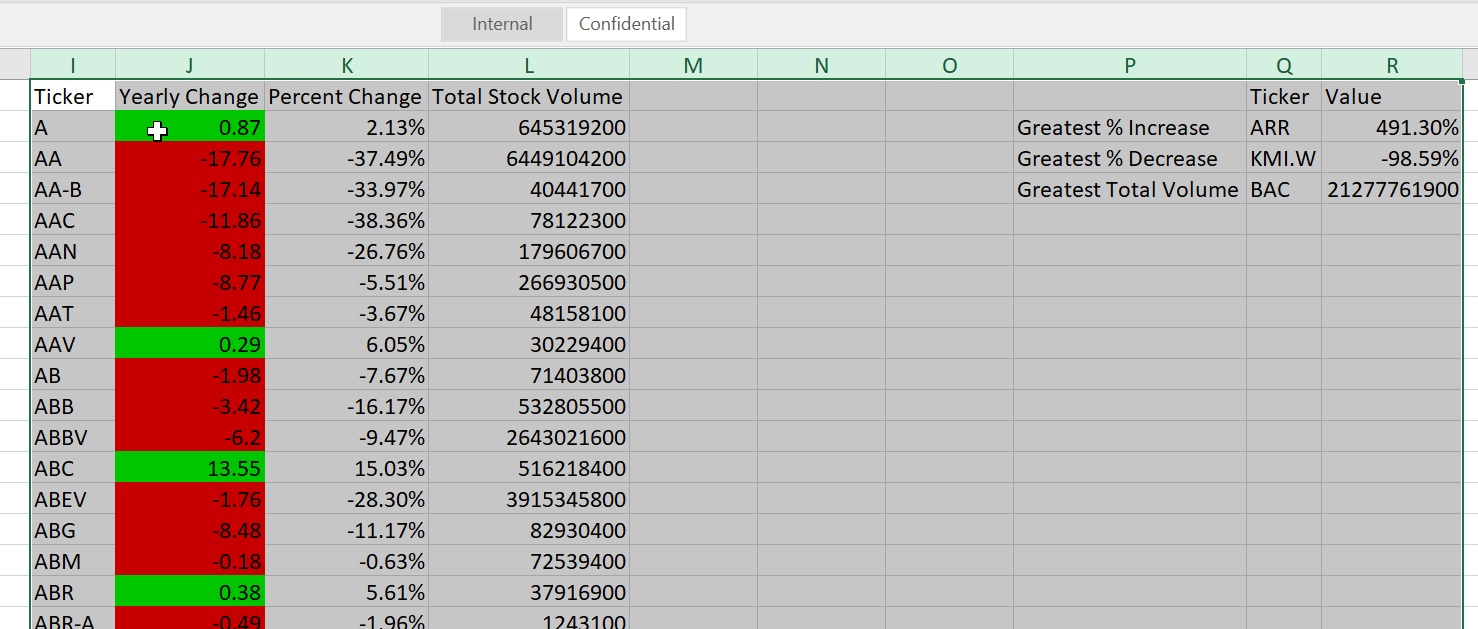 Internal Confidential
I J K L M N O P Q R
Ticker Yearly Change Percent Change Total Stock Volume Ticker Value
A 0.87 2.13% 645319200 Greatest % Increase ARR 491.30%
AA -17.76 -37.49% 6449104200 Greatest % Decrease KMI.W -98.59%
AA-B -17.14 -33.97% 40441700 Greatest Total Volume BAC 21277761900
AAC -11.86 -38.36% 78122300
AAN -8.18 -26.76% 179606700
AAP -8.77 -5.51% 266930500
AAT -1.46 -3.67% 48158100
AAV 0.29 6.05% 30229400
AB -1.98 -7.67% 71403800
ABB -3.42 -16.17% 532805500
ABBV -6.2 -9.47% 2643021600
ABC 13.55 15.03% 516218400
ABEV -1.76 -28.30% 3915345800
ABG -8.48 -11.17% 82930400
ABM -0.18 -0.63% 72539400
ABR 0.38 5.61% 37916900
ABR-A -0.49 -1.96% 1243100